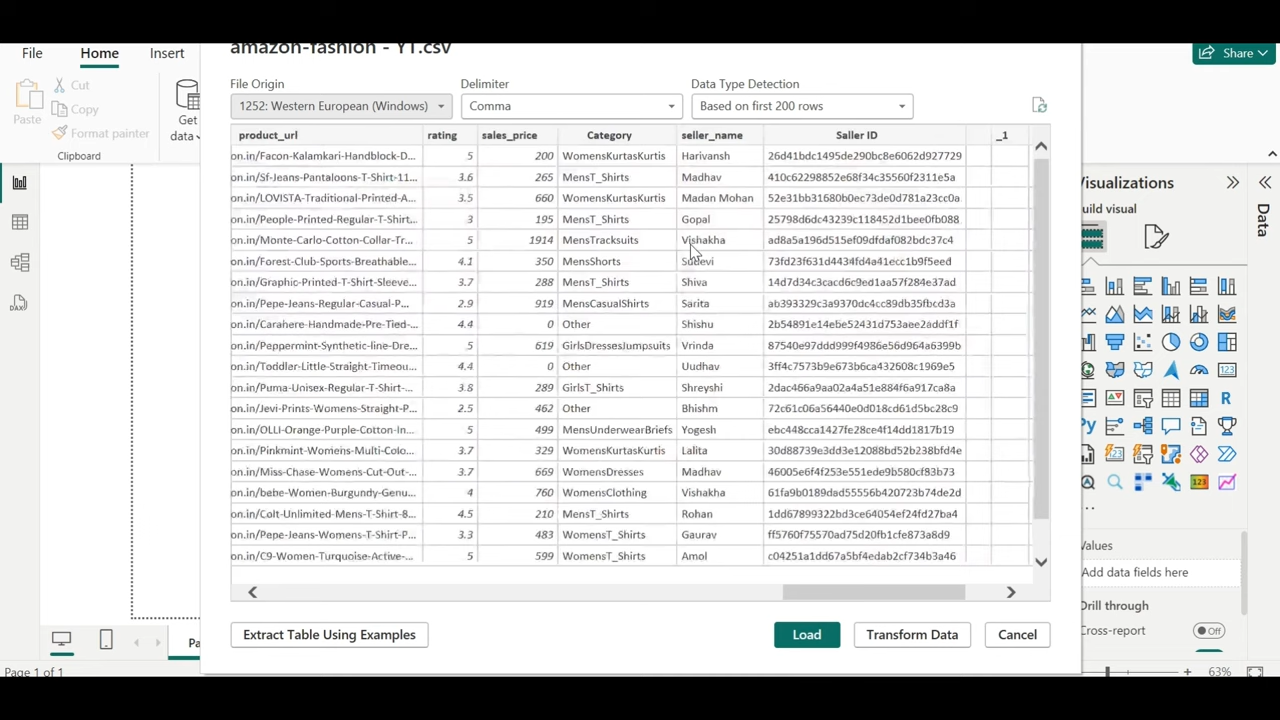 amazon-fashion - YT.csv
File
Home
Insert
Share
File Origin
Delimiter
Data Type Detection
1252: Western European (Windows)
Comma
Based on first 200 rows
Cut
Copy
Paste
Format painter
Get
data
Clipboard
product_url rating sales_price Category seller_name Saller ID _1
on.in/Facon-Kalamkari-Handblock-D... 5 200 WomensKurtasKurtis Harivansh 26d41bdc1495de290bc8e6062d927729
on.in/Sf-Jeans-Pantaloons-T-Shirt-11... 3.6 265 MensT_Shirts Madhav 410c62298852e68f34c35560f2311e5a
on.in/LOVISTA-Traditional-Printed-A... 3.5 660 WomensKurtasKurtis Madan Mohan 52e31bb31680b0ec73de0d781a23cc0a
on.in/People-Printed-Regular-T-Shirt... 3 195 MensT_Shirts Gopal 25798d6dc43239c118452d1bee0fb088
on.in/Monte-Carlo-Cotton-Collar-Tr... 5 1914 MensTracksuits Vishakha ad8a5a196d515ef09dfdaf082bdc37c4
on.in/Forest-Club-Sports-Breathable... 4.1 350 MensShorts Sudevi 73fd23f631d4434fd4a41ecc1b9f5eed
on.in/Graphic-Printed-T-Shirt-Sleeve... 3.7 288 MensT_Shirts Shiva 14d7d34c3cacd6c9ed1aa57f284e37ad
on.in/Pepe-Jeans-Regular-Casual-P... 2.9 919 MensCasualShirts Sarita ab393329c3a9370dc4cc89db35fbcd3a
on.in/Carahere-Handmade-Pre-Tied-... 4.4 0 Other Shishu 2b54891e14ebe52431d753aee2addf1f
on.in/Peppermint-Synthetic-line-Dre... 5 619 GirlsDressesJumpsuits Vrinda 87540e97ddd999f4986e56d964a6399b
on.in/Toddler-Little-Straight-Timeou... 4.4 0 Other Uudhav 3ff4c7573b9e673b6ca432608c1969e5
on.in/Puma-Unisex-Regular-T-Shirt-... 3.8 289 GirlsT_Shirts Shreyshi 2dac466a9aa02a4a51e884f6a917ca8a
on.in/Jevi-Prints-Womens-Straight-P... 2.5 462 Other Bhishm 72c61c06a56440e0d018cd61d5bc28c9
on.in/OLLI-Orange-Purple-Cotton-In... 5 499 MensUnderwearBriefs Yogesh ebc448cca1427fe28ce4f14dd1817b19
on.in/Pinkmint-Womens-Multi-Colo... 3.7 329 WomensKurtasKurtis Lalita 30d88739e3dd3e12088bd52b238bfd4e
on.in/Miss-Chase-Womens-Cut-Out-... 3.7 669 WomensDresses Madhav 46005e6f4f253e551ede9b580cf83b73
on.in/bebe-Women-Burgundy-Genu... 4 760 WomensClothing Vishakha 61fa9b0189dad55556b420723b74de2d
on.in/Colt-Unlimited-Mens-T-Shirt-8... 4.5 210 MensT_Shirts Rohan 1dd67899322bd3ce64054ef24fd27ba4
on.in/Pepe-Jeans-Womens-T-Shirt-P... 3.3 483 WomensT_Shirts Gaurav ff5760f75570ad75d20fb1cfe873a8d9
on.in/C9-Women-Turquoise-Active-... 5 599 WomensT_Shirts Amol c04251a1dd67a5bf4edab2cf734b3a46
Extract Table Using Examples
Load
Transform Data
Cancel
Visualizations
Build visual
Data
Values
Add data fields here
Drill through
Cross-report
Off
Page 1 of 1
63%